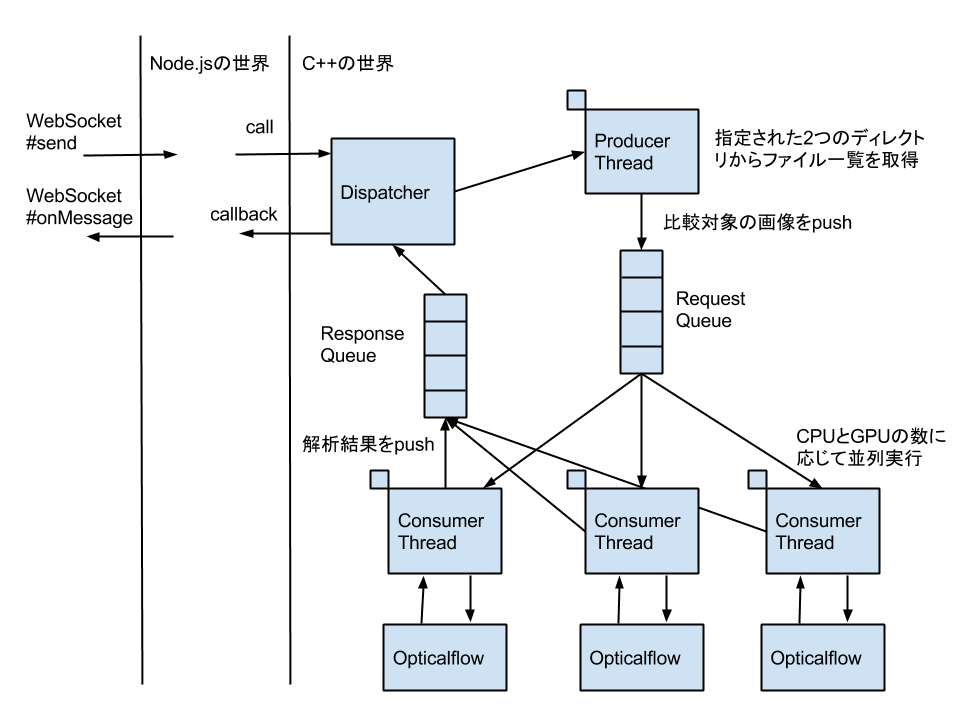 Node.jsの世界
C++の世界
WebSocket
#send
call
WebSocket
#onMessage
callback
Dispatcher
Producer
Thread
指定された2つのディレクト
リからファイル一覧を取得
比較対象の画像をpush
Request
Queue
Response
Queue
解析結果をpush
CPUとGPUの数に
応じて並列実行
Consumer
Thread
Consumer
Thread
Consumer
Thread
Opticalflow
Opticalflow
Opticalflow